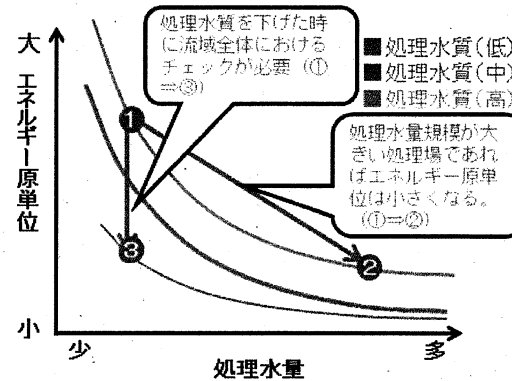 処理水質を下げた時
に流域全体における
チェックが必要（①
⇒③）
大
エネルギー原単位
小
■処理水質（低）
■処理水質（中）
■処理水質（高）
処理水量規模が大
きい処理場であれ
ばエネルギー原単
位は小さくなる。
（①⇒②）
①
②
③
少
多
処理水量